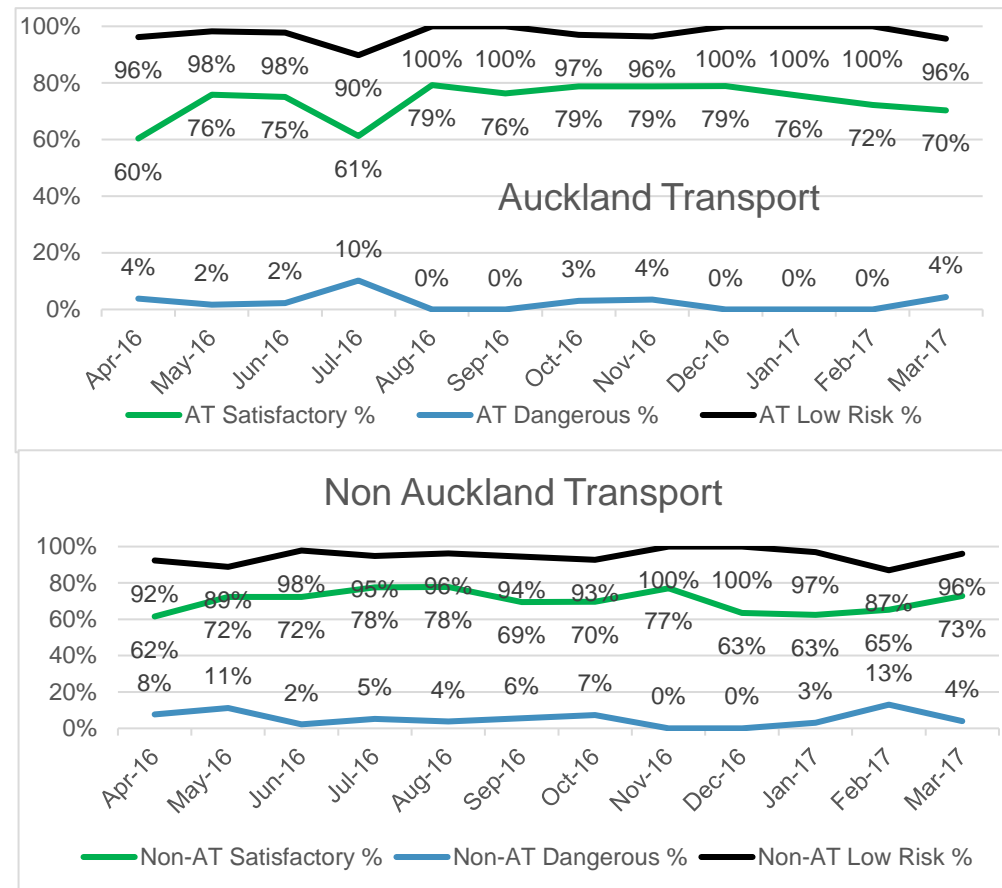 100%
96% 98% 98% 90% 100% 100% 97% 96% 100% 100% 100% 96%
80%
60% 76% 75% 61% 79% 76% 79% 79% 79% 76% 72% 70%
60%
40%
Auckland Transport
20%
4% 2% 2% 10% 0% 0% 3% 4% 0% 0% 0% 4%
0%
Apr-16 May-16 Jun-16 Jul-16 Aug-16 Sep-16 Oct-16 Nov-16 Dec-16 Jan-17 Feb-17 Mar-17
AT Satisfactory % AT Dangerous % AT Low Risk %
Non Auckland Transport
100%
92% 89% 98% 95% 96% 94% 93% 100% 100% 97% 87% 96%
80%
62% 72% 72% 78% 78% 69% 70% 77% 63% 63% 65% 73%
60%
40%
8% 11% 2% 5% 4% 6% 7% 0% 0% 3% 13% 4%
20%
0%
Apr-16 May-16 Jun-16 Jul-16 Aug-16 Sep-16 Oct-16 Nov-16 Dec-16 Jan-17 Feb-17 Mar-17
Non-AT Satisfactory % Non-AT Dangerous % Non-AT Low Risk %